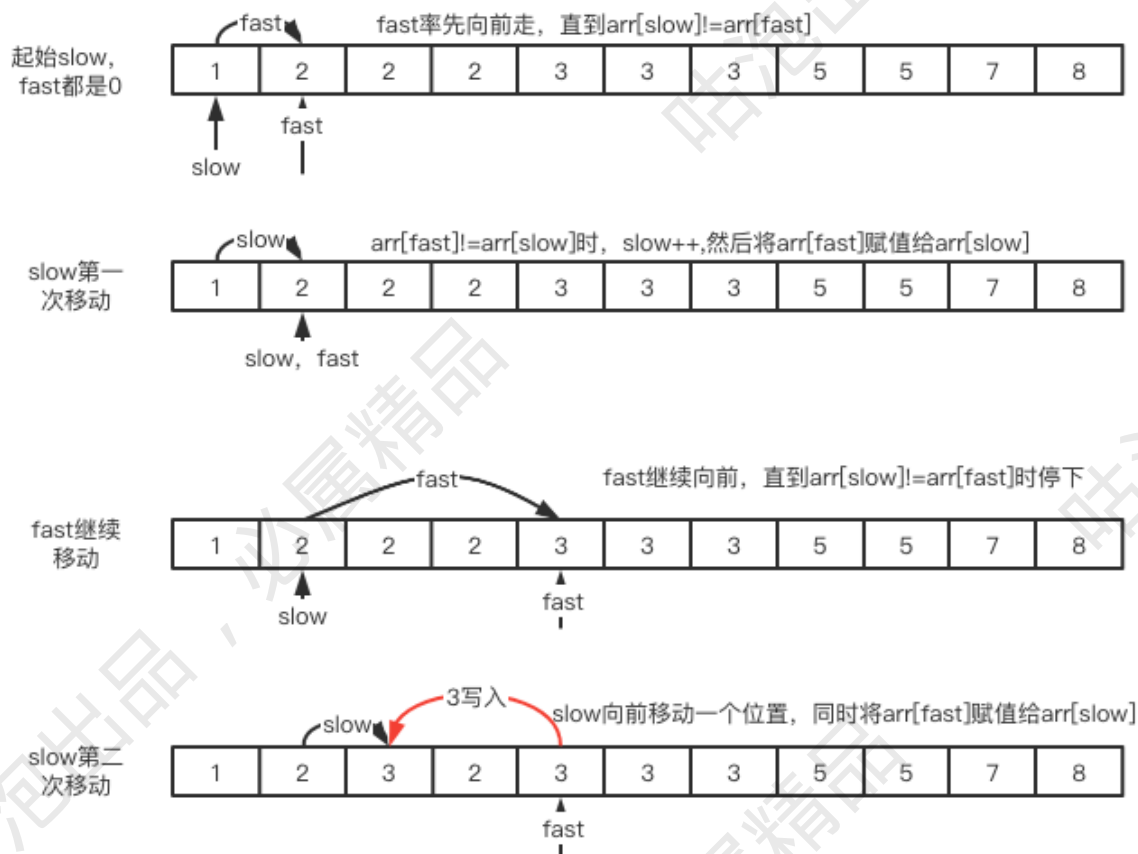 fast
fast率先向前走，直到arr[slow]!=arr[fast]
起始slow，
fast都是0
1 2 2 2 3 3 3 5 5 7 8
fast
slow
slow
arr[fast]!=arr[slow]时，slow++,然后将arr[fast]赋值给arr[slow]
slow第一
次移动
1 2 2 2 3 3 3 5 5 7 8
slow，fast
fast
fast继续向前，直到arr[slow]!=arr[fast]时停下
fast继续
移动
1 2 2 2 3 3 3 5 5 7 8
slow
fast
3写入
slow
slow向前移动一个位置，同时将arr[fast]赋值给arr[slow]
slow第二
次移动
1 2 3 2 3 3 3 5 5 7 8
fast
咕泡出品，必属精品